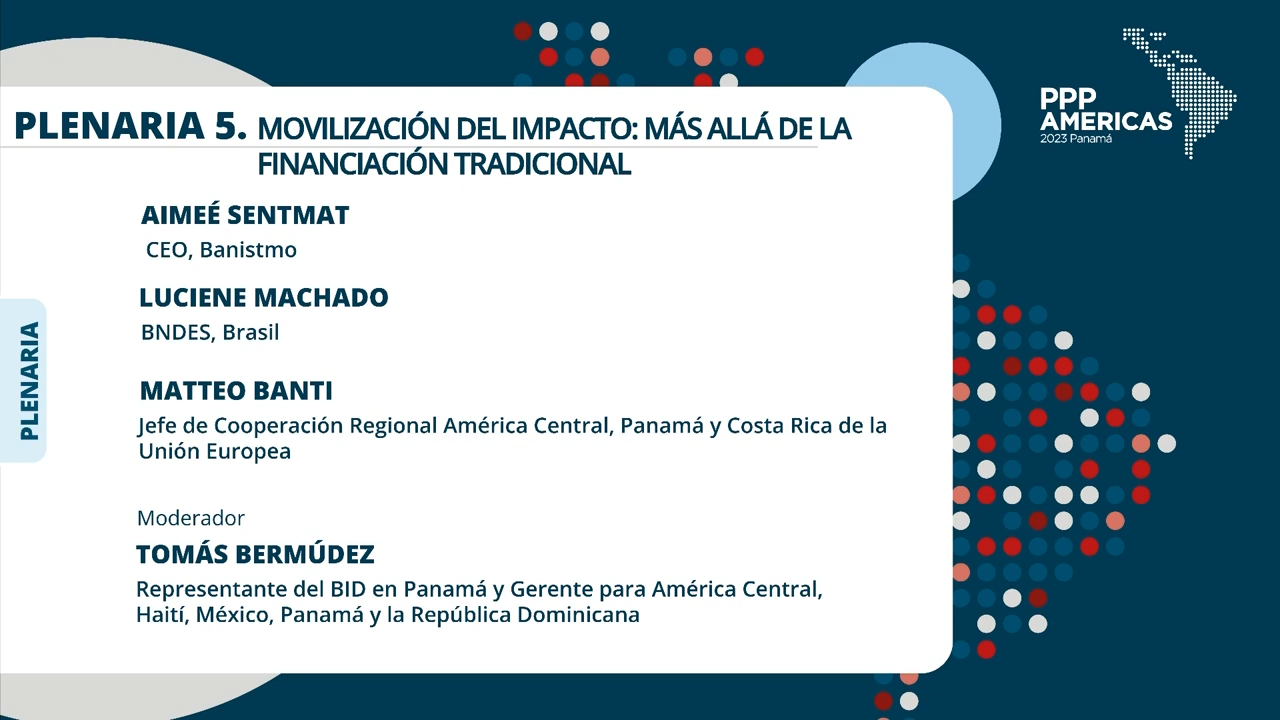 PPP
AMERICAS
2023 Panamá
PLENARIA 5. MOVILIZACIÓN DEL IMPACTO: MÁS ALLÁ DE LA
FINANCIACIÓN TRADICIONAL
AIMEÉ SENTMAT
CEO, Banistmo
LUCIENE MACHADO
BNDES, Brasil
PLENARIA
MATTEO BANTI
Jefe de Cooperación Regional América Central, Panamá y Costa Rica de la
Unión Europea
Moderador
TOMÁS BERMÚDEZ
Representante del BID en Panamá y Gerente para América Central,
Haití, México, Panamá y la República Dominicana